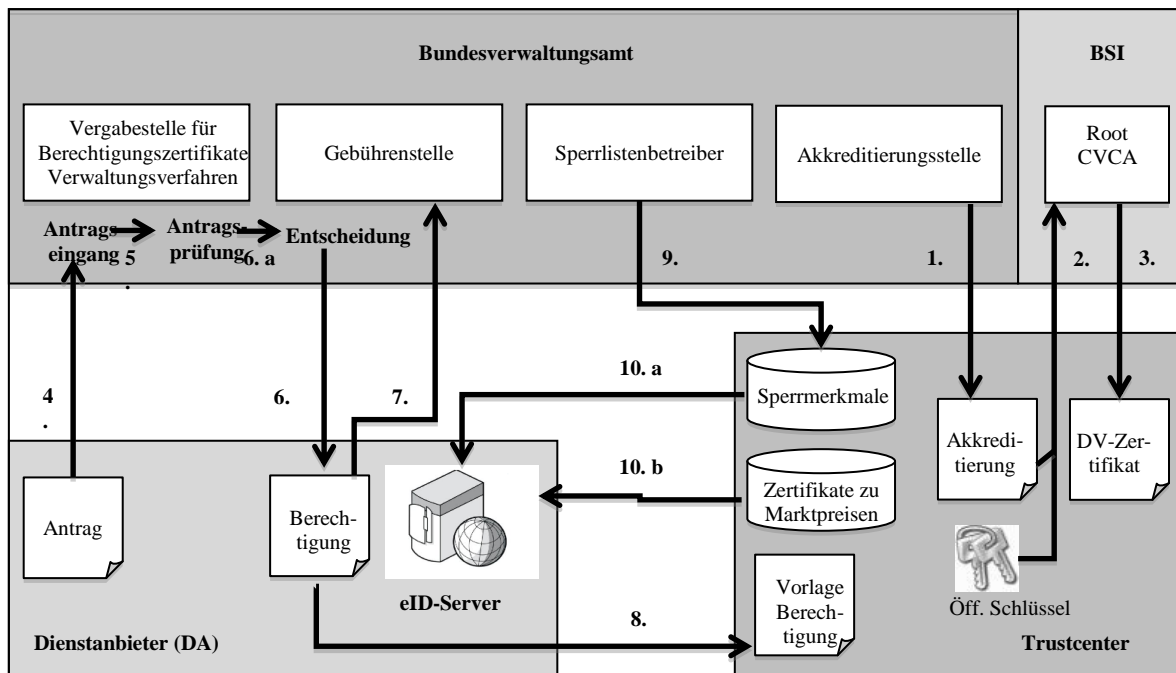 Bundesverwaltungsamt
BSI
Vergabestelle für
Berechtigungszertifikate
Verwaltungsverfahren
Gebührenstelle
Sperrlistenbetreiber
Akkreditierungsstelle
Root
CVCA
Antrags
eingang
5
.
Antrags-
prüfung
6. a
Entscheidung
9.
1.
2.
3.
4
.
6.
7.
10. a
Sperrmerkmale
Akkredi-
tierung
DV-Zer-
tifikat
10. b
Zertifikate zu
Marktpreisen
Antrag
Berech-
tigung
eID-Server
8.
Vorlage
Berech-
tigung
Öff. Schlüssel
Dienstanbieter (DA)
Trustcenter